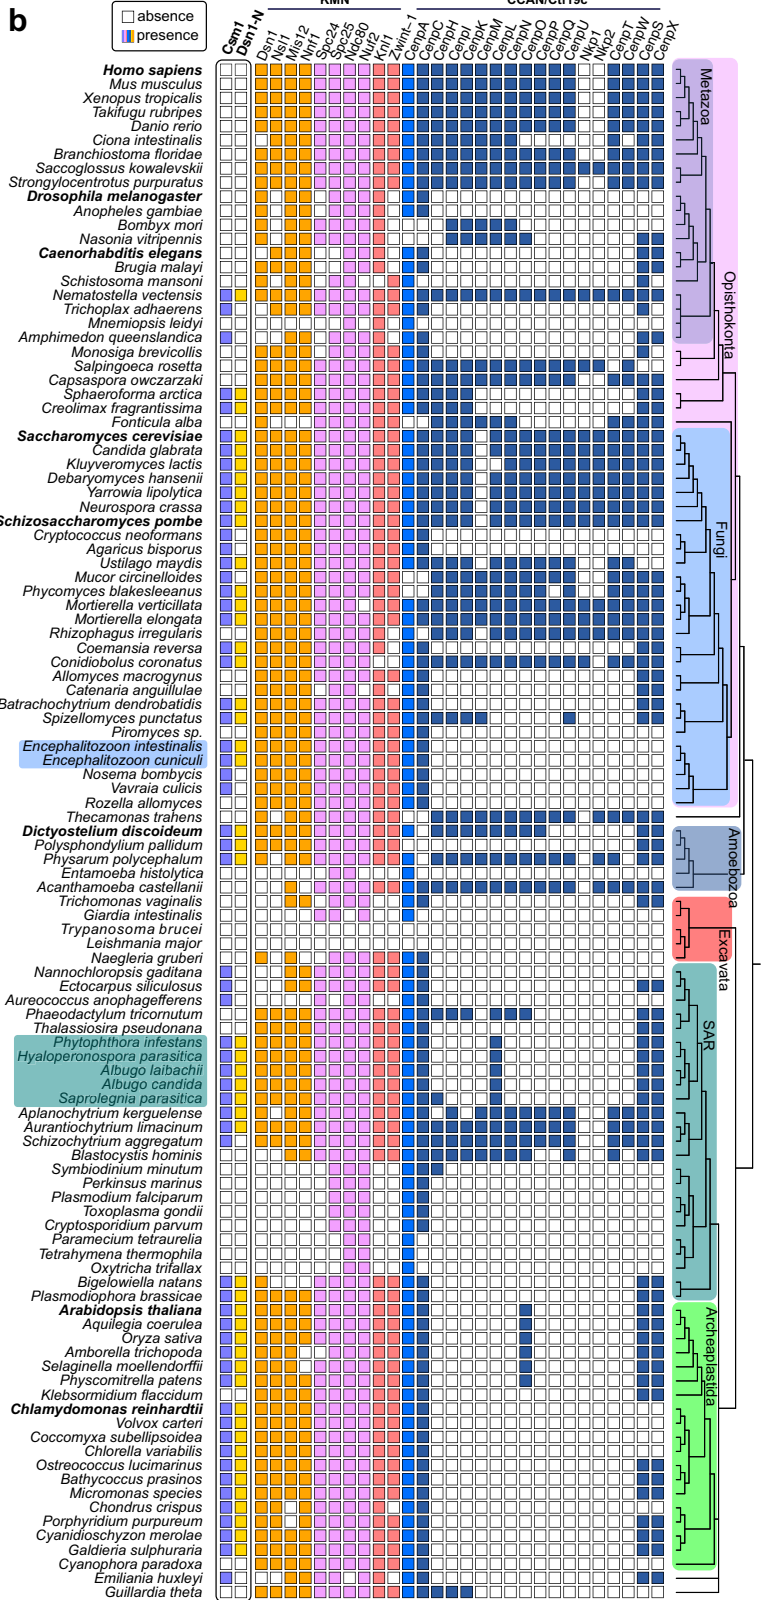 b
absence
presence
KMN
CCAN/Ctf19c
Csm1
Dsn1-N
Dsn1
Nsl1
Mis12
Nnf1
Spc24
Spc25
Ndc80
Nuf2
Knl1
Zwint-1
CenpA
CenpC
CenpH
CenpI
CenpK
CenpM
CenpL
CenpN
CenpO
CenpP
CenpQ
CenpU
Nkp1
Nkp2
CenpT
CenpW
CenpS
CenpX
Homo sapiens
Mus musculus
Xenopus tropicalis
Takifugu rubripes
Danio rerio
Ciona intestinalis
Branchiostoma floridae
Saccoglossus kowalevskii
Strongylocentrotus purpuratus
Drosophila melanogaster
Anopheles gambiae
Bombyx mori
Nasonia vitripennis
Caenorhabditis elegans
Brugia malayi
Schistosoma mansoni
Nematostella vectensis
Trichoplax adhaerens
Mnemiopsis leidyi
Amphimedon queenslandica
Monosiga brevicollis
Salpingoeca rosetta
Capsaspora owczarzaki
Sphaeroforma arctica
Creolimax fragrantissima
Fonticula alba
Saccharomyces cerevisiae
Candida glabrata
Kluyveromyces lactis
Debaryomyces hansenii
Yarrowia lipolytica
Neurospora crassa
Schizosaccharomyces pombe
Cryptococcus neoformans
Agaricus bisporus
Ustilago maydis
Mucor circinelloides
Phycomyces blakesleeanus
Mortierella verticillata
Mortierella elongata
Rhizophagus irregularis
Coemansia reversa
Conidiobolus coronatus
Allomyces macrogynus
Catenaria anguillulae
Batrachochytrium dendrobatidis
Spizellomyces punctatus
Piromyces sp.
Encephalitozoon intestinalis
Encephalitozoon cuniculi
Nosema bombycis
Vavraia culicis
Rozella allomyces
Thecamonas trahens
Dictyostelium discoideum
Polysphondylium pallidum
Physarum polycephalum
Entamoeba histolytica
Acanthamoeba castellanii
Trichomonas vaginalis
Giardia intestinalis
Trypanosoma brucei
Leishmania major
Naegleria gruberi
Nannochloropsis gaditana
Ectocarpus siliculosus
Aureococcus anophagefferens
Phaeodactylum tricornutum
Thalassiosira pseudonana
Phytophthora infestans
Hyaloperonospora parasitica
Albugo laibachii
Albugo candida
Saprolegnia parasitica
Aplanochytrium kerguelense
Aurantiochytrium limacinum
Schizochytrium aggregatum
Blastocystis hominis
Symbiodinium minutum
Perkinsus marinus
Plasmodium falciparum
Toxoplasma gondii
Cryptosporidium parvum
Paramecium tetraurelia
Tetrahymena thermophila
Oxytricha trifallax
Bigelowiella natans
Plasmodiophora brassicae
Arabidopsis thaliana
Aquilegia coerulea
Oryza sativa
Amborella trichopoda
Selaginella moellendorffii
Physcomitrella patens
Klebsormidium flaccidum
Chlamydomonas reinhardtii
Volvox carteri
Coccomyxa subellipsoidea
Chlorella variabilis
Ostreococcus lucimarinus
Bathycoccus prasinos
Micromonas species
Chondrus crispus
Porphyridium purpureum
Cyanidioschyzon merolae
Galdieria sulphuraria
Cyanophora paradoxa
Emiliania huxleyi
Guillardia theta
Metazoa
Opisthokonta
Fungi
Amoebozoa
Excavata
SAR
Archeaplastida